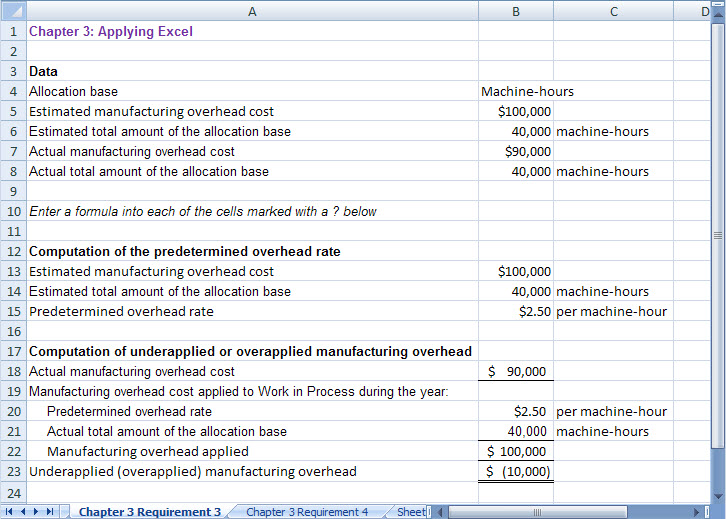 A B C D
1 Chapter 3: Applying Excel
2
3 Data
4 Allocation base Machine-hours
5 Estimated manufacturing overhead cost $100,000
6 Estimated total amount of the allocation base 40,000 machine-hours
7 Actual manufacturing overhead cost $90,000
8 Actual total amount of the allocation base 40,000 machine-hours
9
10 Enter a formula into each of the cells marked with a ? below
11
12 Computation of the predetermined overhead rate
13 Estimated manufacturing overhead cost $100,000
14 Estimated total amount of the allocation base 40,000 machine-hours
15 Predetermined overhead rate $2.50 per machine-hour
16
17 Computation of underapplied or overapplied manufacturing overhead
18 Actual manufacturing overhead cost $ 90,000
19 Manufacturing overhead cost applied to Work in Process during the year:
20 Predetermined overhead rate $2.50 per machine-hour
21 Actual total amount of the allocation base 40,000 machine-hours
22 Manufacturing overhead applied $ 100,000
23 Underapplied (overapplied) manufacturing overhead $ (10,000)
24
Chapter 3 Requirement 3 Chapter 3 Requirement 4 Sheet